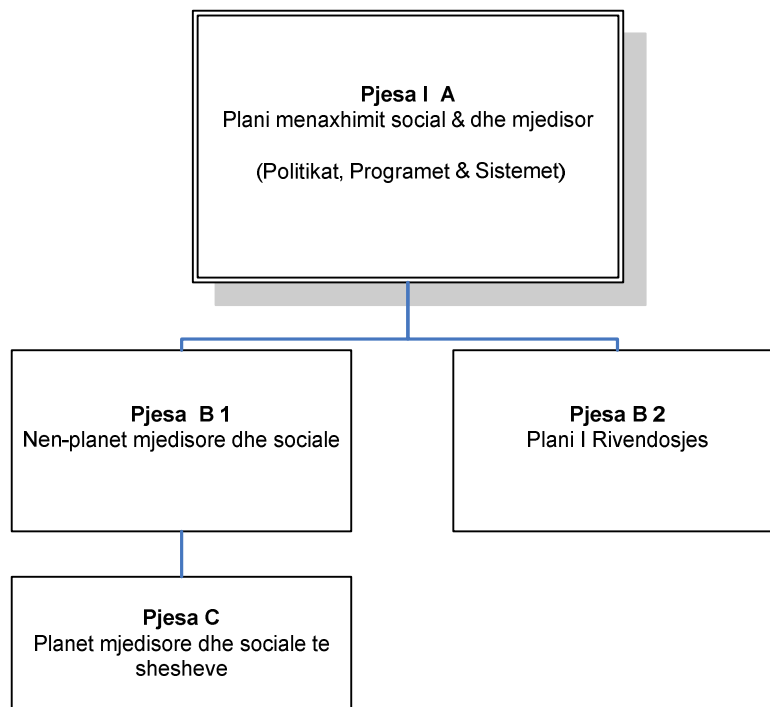 Pjesa I A
Plani menaxhimit social & dhe mjedisor
(Politikat, Programet & Sistemet)
Pjesa B 1
Nen-planet mjedisore dhe sociale
Pjesa B 2
Plani I Rivendosjes
Pjesa C
Planet mjedisore dhe sociale te
shesheve